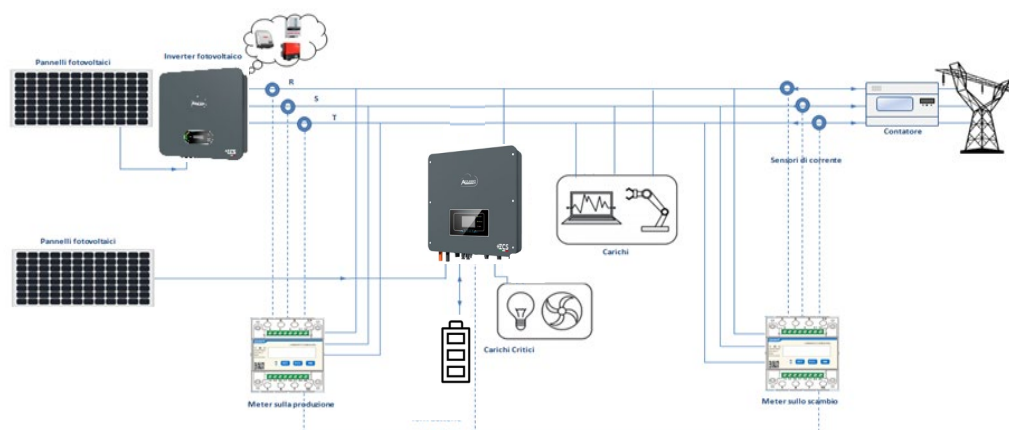 Inverter fotovoltaico
Pannelli fotovoltaici
R
S
T
Contatore
Sensori di corrente
Pannelli fotovoltaici
Carichi
Carichi Critici
Meter sulla produzione
Meter sullo scambio